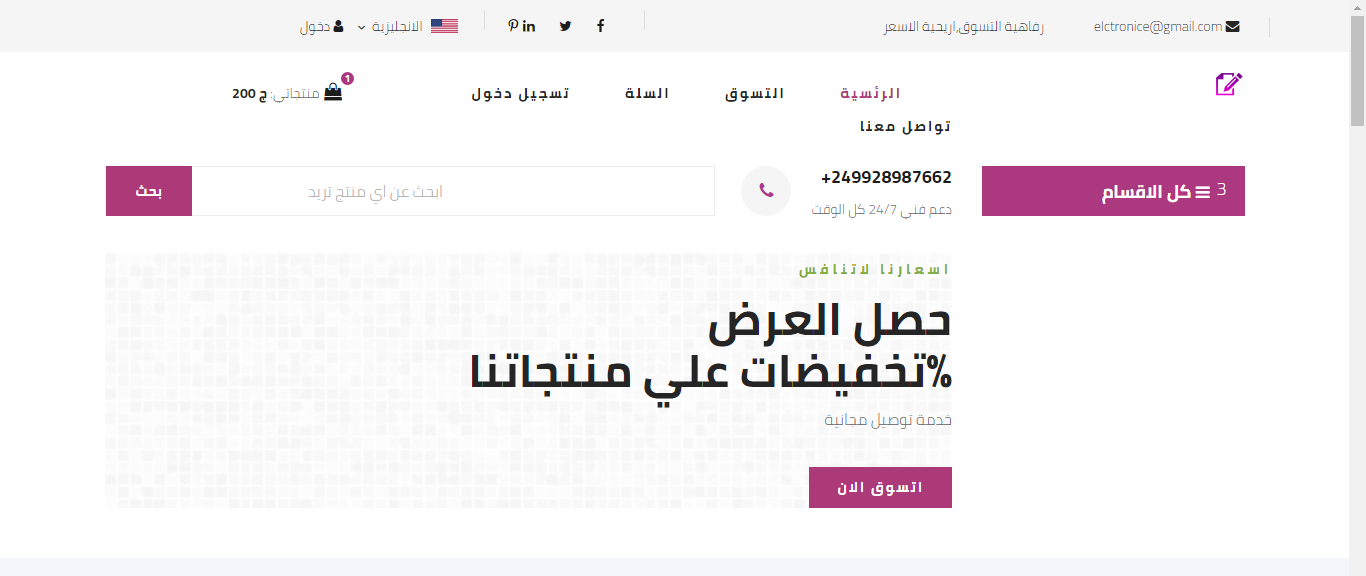 elctronice@gmail.com
رفاهية التسوق,اريحية الاسعر
الانجليزية
دخول
الرئسية
التسوق
السلة
تسجيل دخول
1
منتجاتي: ج 200
تواصل معنا
3 كل الاقسام
+249928987662
دعم فني 24/7 كل الوقت
ابحث عن اي منتج تريد
بحث
اسعارنا لاتنافس
حصل العرض
%تخفيضات علي منتجاتنا
خدمة توصيل مجانية
اتسوق الان